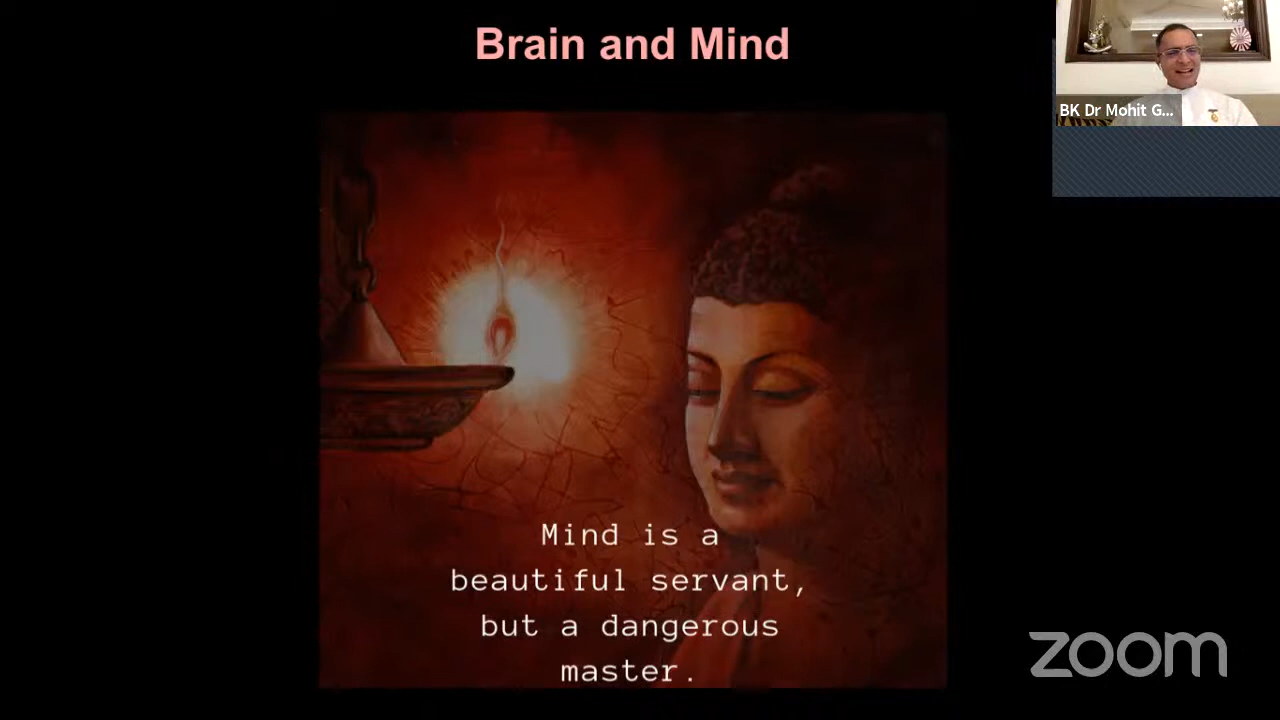 Brain and Mind
BK Dr Mohit G...
Mind is a
beautiful servant,
but a dangerous
master.
zoom